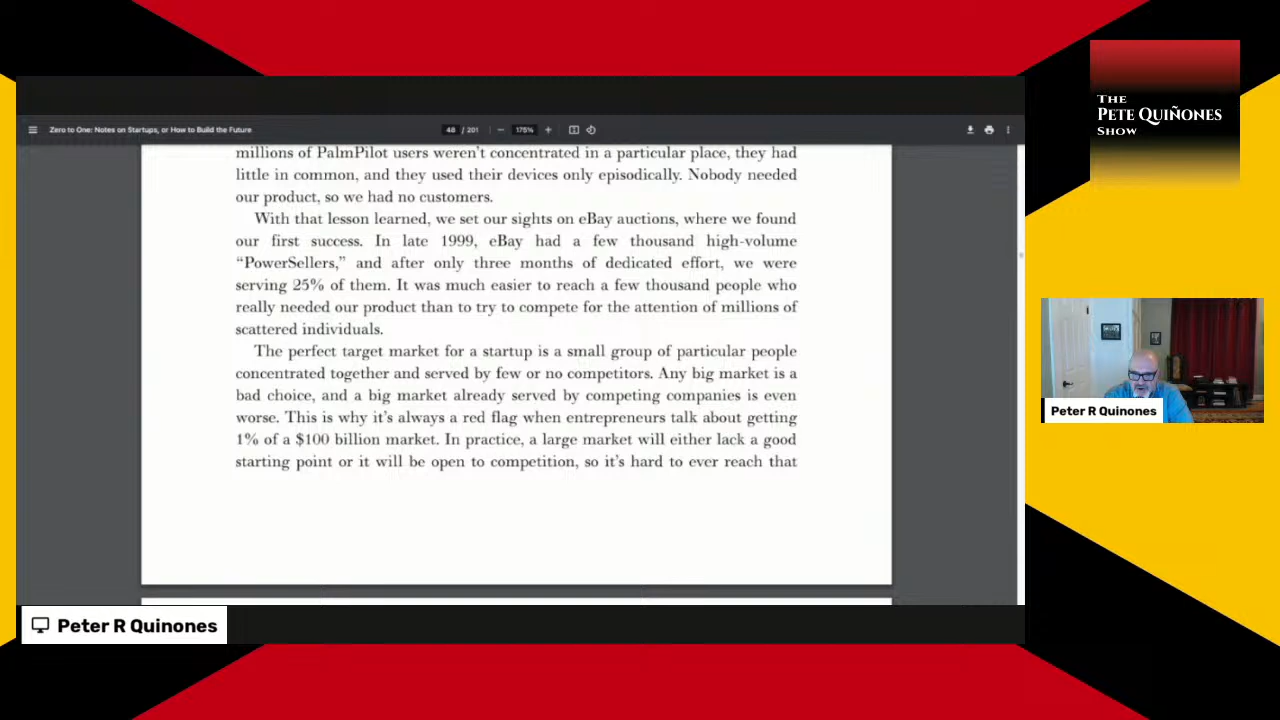 THE
PETE QUIÑONES
SHOW
Zero to One: Notes on Startups, or How to Build the Future
48 / 201
175%
millions of PalmPilot users weren't concentrated in a particular place, they had
little in common, and they used their devices only episodically. Nobody needed
our product, so we had no customers.
With that lesson learned, we set our sights on eBay auctions, where we found
our first success. In late 1999, eBay had a few thousand high-volume
“PowerSellers,” and after only three months of dedicated effort, we were
serving 25% of them. It was much easier to reach a few thousand people who
really needed our product than to try to compete for the attention of millions of
scattered individuals.
The perfect target market for a startup is a small group of particular people
concentrated together and served by few or no competitors. Any big market is a
bad choice, and a big market already served by competing companies is even
worse. This is why it's always a red flag when entrepreneurs talk about getting
1% of a $100 billion market. In practice, a large market will either lack a good
starting point or it will be open to competition, so it's hard to ever reach that
Peter R Quinones
Peter R Quinones